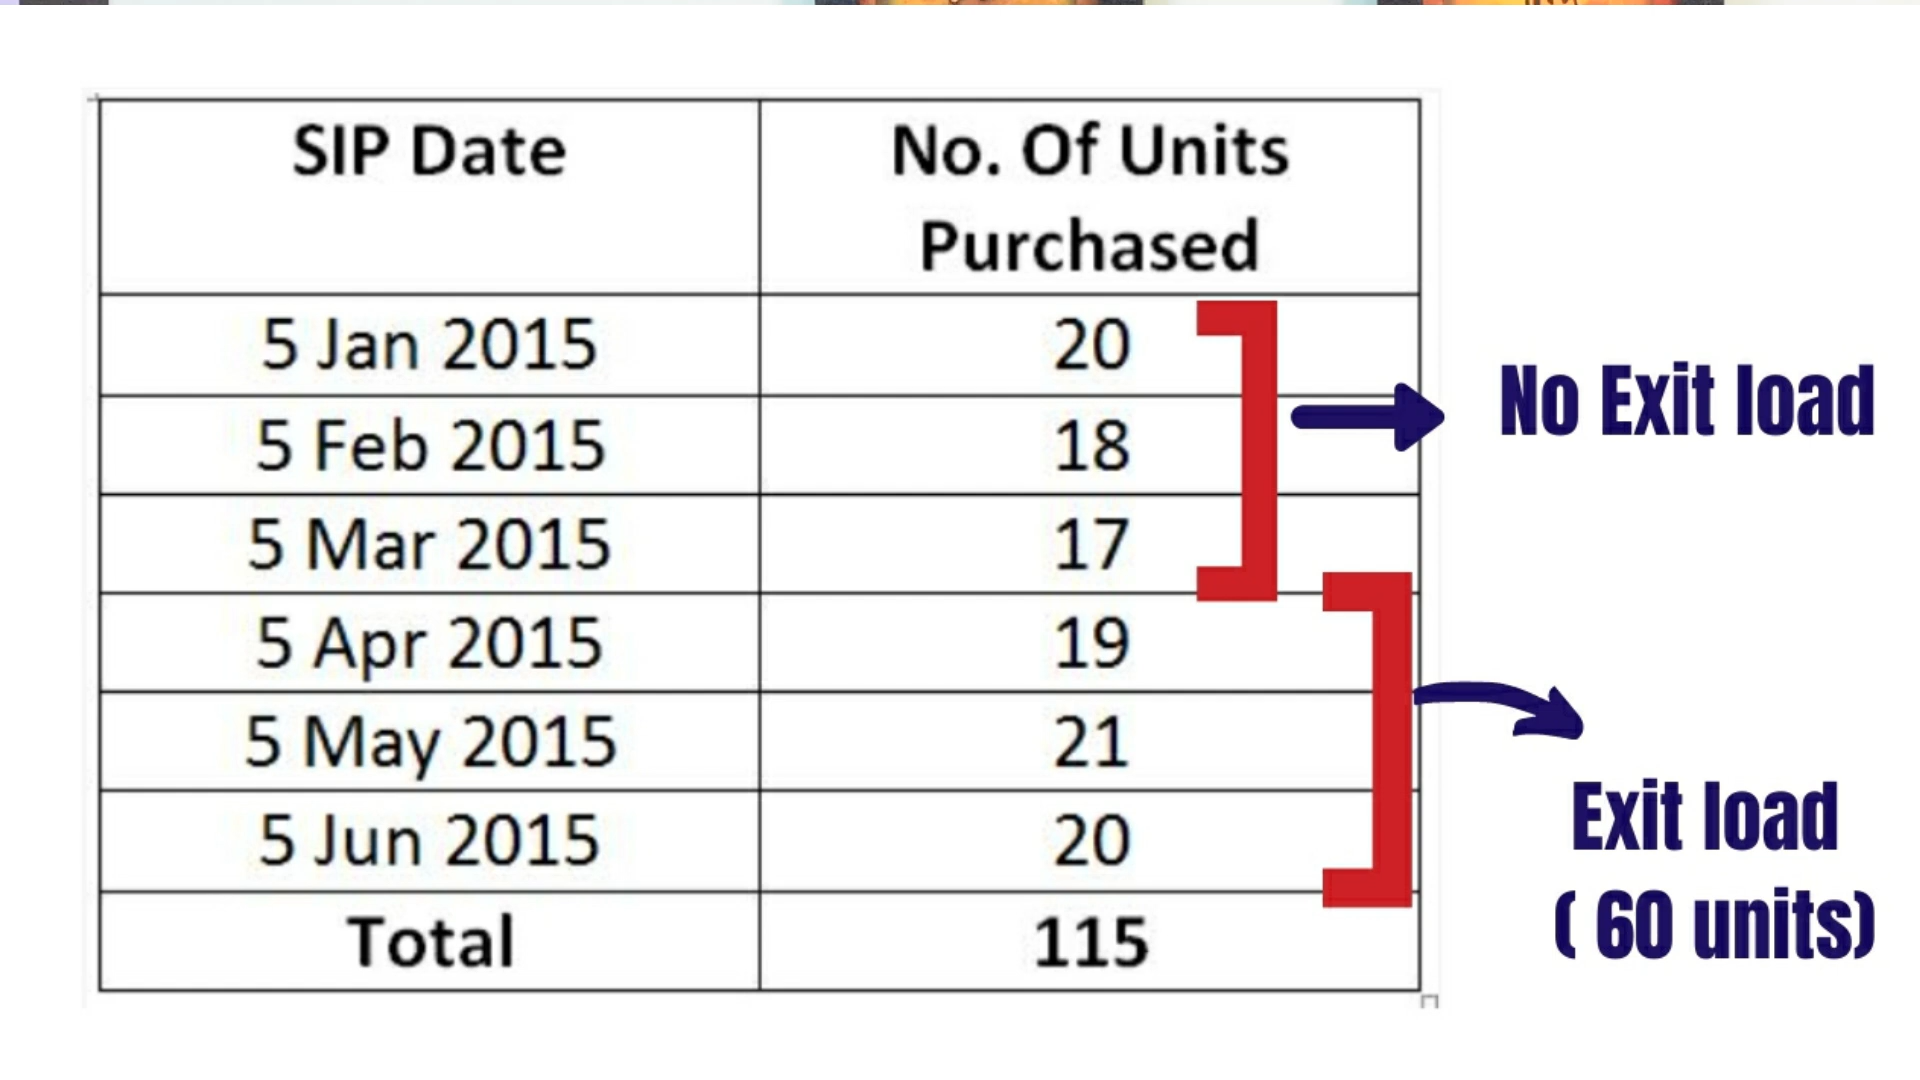 SIP Date No. Of Units
Purchased
5 Jan 2015 20
5 Feb 2015 18
5 Mar 2015 17
5 Apr 2015 19
5 May 2015 21
5 Jun 2015 20
Total 115
No Exit load
Exit load
( 60 units)